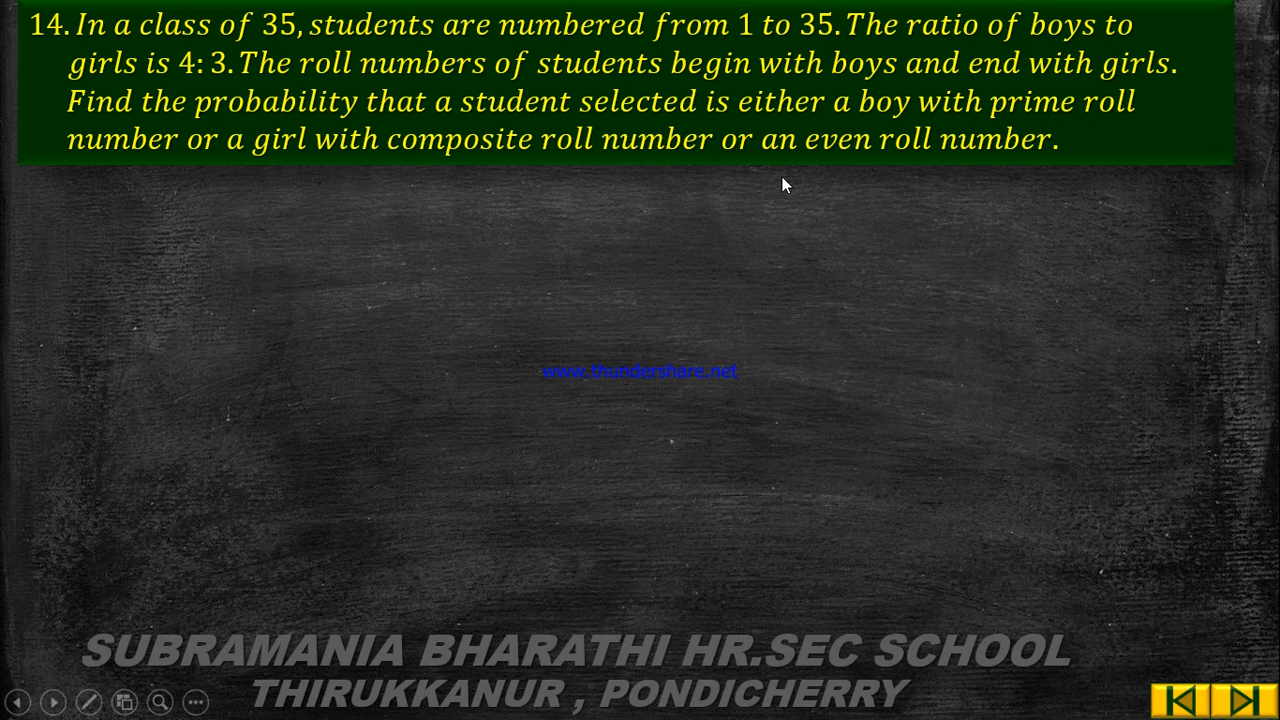 14. In a class of 35, students are numbered from 1 to 35. The ratio of boys to
girls is 4: 3. The roll numbers of students begin with boys and end with girls.
Find the probability that a student selected is either a boy with prime roll
number or a girl with composite roll number or an even roll number.
www.thundershare.net
SUBRAMANIA BHARATHI HR.SEC SCHOOL
THIRUKKANUR , PONDICHERRY